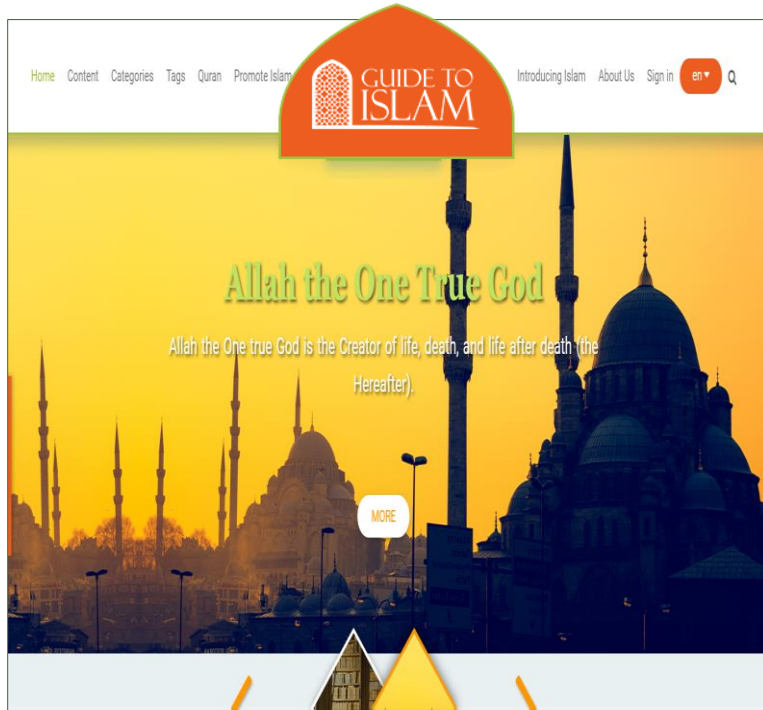 Home Content Categories Tags Quran Promote Islam
GUIDE TO
ISLAM
Introducing Islam About Us Sign in en
Allah the One True God
Allah the One true God is the Creator of life, death, and life after death (the
Hereafter).
MORE